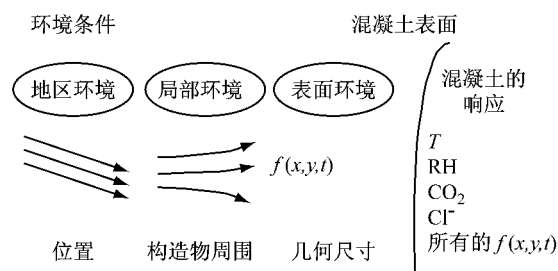 环境条件
混凝土表面
地区环境
局部环境
表面环境
混凝土的
响应
f(x,y,t)
T
RH
CO₂
Cl⁻
所有的f(x,y,t)
位置
构造物周围
几何尺寸